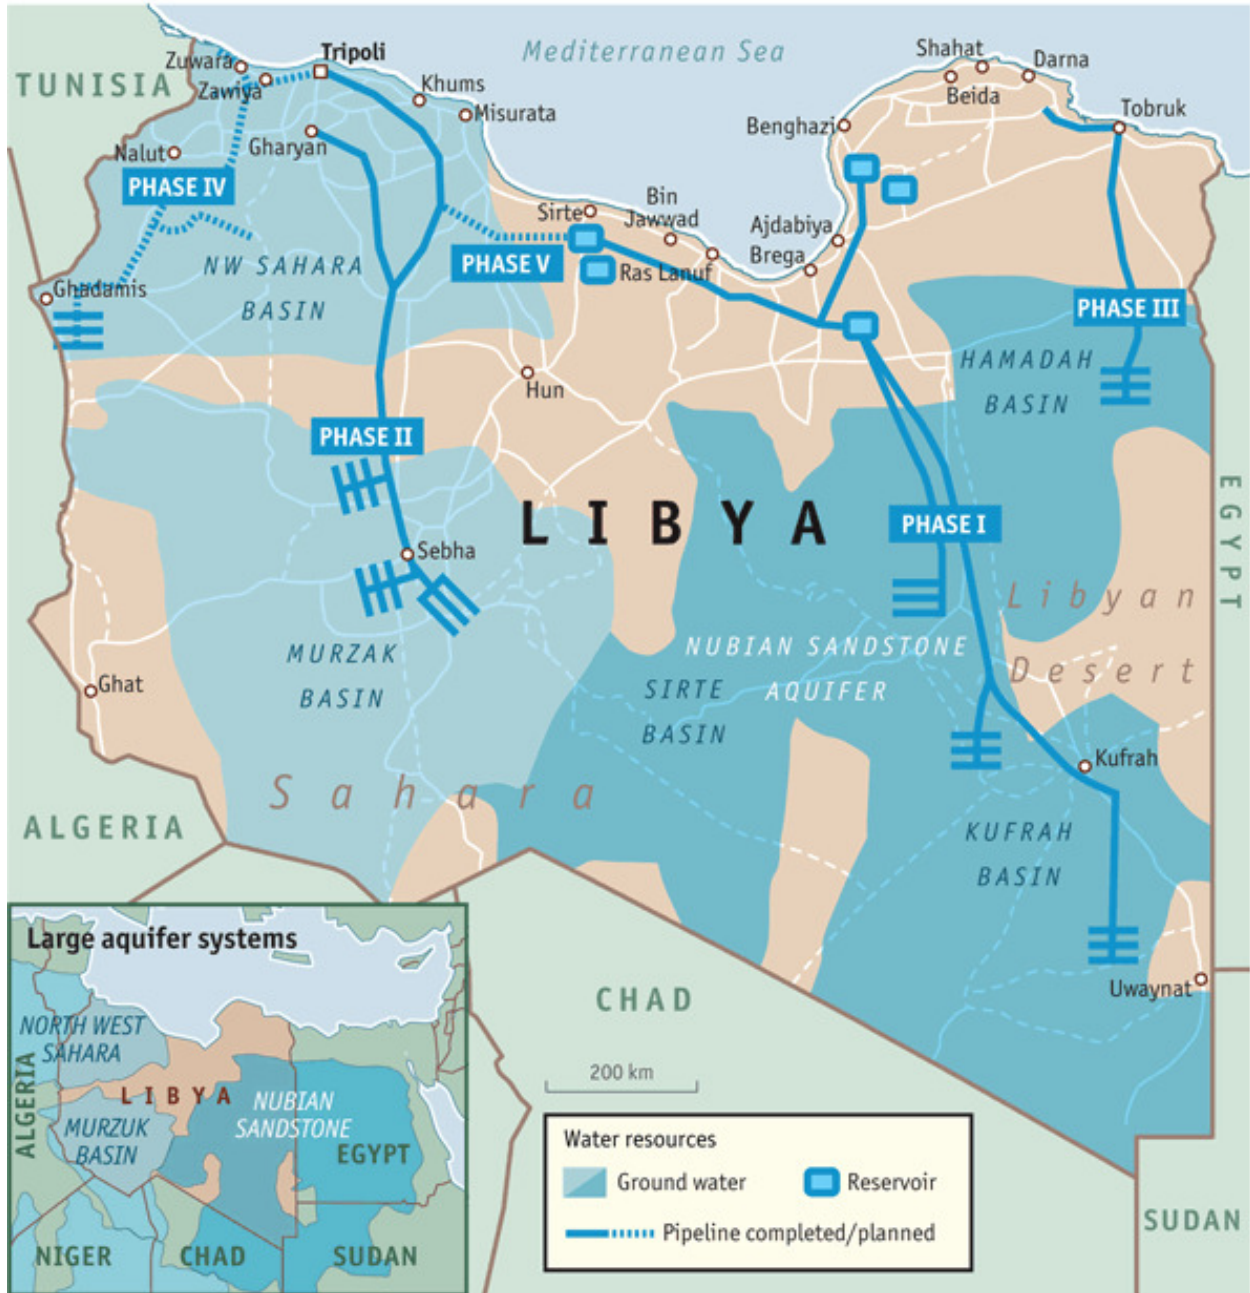 Mediterranean Sea
TUNISIA
Zuwara
Zawiya
Tripoli
Khums
Misurata
Gharyan
Nalut
PHASE IV
Shahat
Beida
Darna
Tobruk
Benghazi
Sirte
Bin
Jawwad
Ajdabiya
Brega
Ras Lanuf
PHASE V
NW SAHARA
BASIN
Ghadamis
PHASE III
HAMADAH
BASIN
Hun
PHASE II
LIBYA
PHASE I
EGYPT
Sebha
Libyan
Desert
MURZAK
BASIN
NUBIAN SANDSTONE
AQUIFER
SIRTE
BASIN
Ghat
Sahara
Kufrah
KUFRAH
BASIN
ALGERIA
Uwaynat
CHAD
200 km
SUDAN
Large aquifer systems
NORTH WEST
SAHARA
ALGERIA
LIBYA
MURZUK
BASIN
NUBIAN
SANDSTONE
EGYPT
NIGER
CHAD
SUDAN
Water resources
Ground water
Reservoir
Pipeline completed/planned